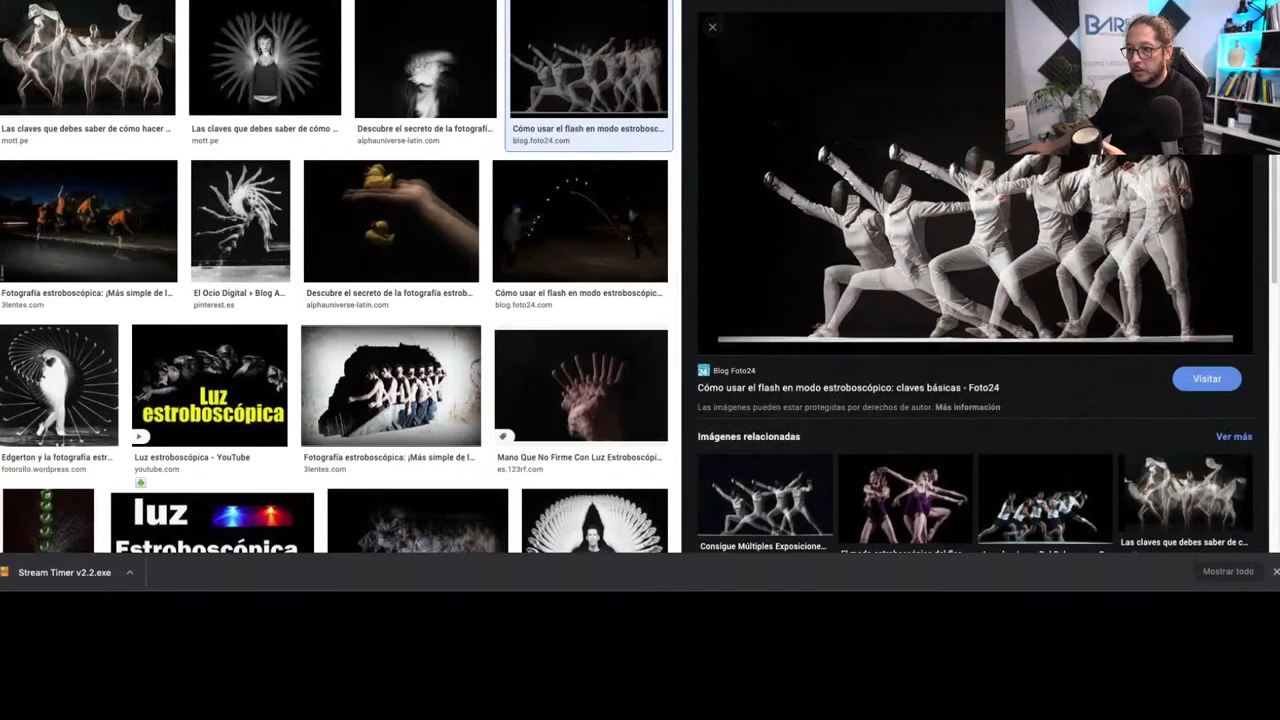 BAR
Las claves que debes saber de cómo hacer ...
mott.pe
Las claves que debes saber de cómo ...
mott.pe
Descubre el secreto de la fotografí...
alphauniverse-latin.com
Cómo usar el flash en modo estrobosc...
blog.foto24.com
Fotografía estroboscópica: ¡Más simple de l...
3lentes.com
El Ocio Digital » Blog A...
pinterest.es
Descubre el secreto de la fotografía estrob...
alphauniverse-latin.com
Cómo usar el flash en modo estroboscópic...
blog.foto24.com
Luz
estroboscópica
Edgerton y la fotografía estr...
fotorollo.wordpress.com
Luz estroboscópica - YouTube
youtube.com
Fotografía estroboscópica: ¡Más simple de l...
3lentes.com
Mano Que No Firme Con Luz Estroboscópi...
es.123rf.com
luz
Estroboscópica
Blog Foto24
Visitar
Cómo usar el flash en modo estroboscópico: claves básicas - Foto24
Las imágenes pueden estar protegidas por derechos de autor. Más información
Imágenes relacionadas
Ver más
Consigue Múltiples Exposicione...
Las claves que debes saber de c...
Stream Timer v2.2.exe
Mostrar todo